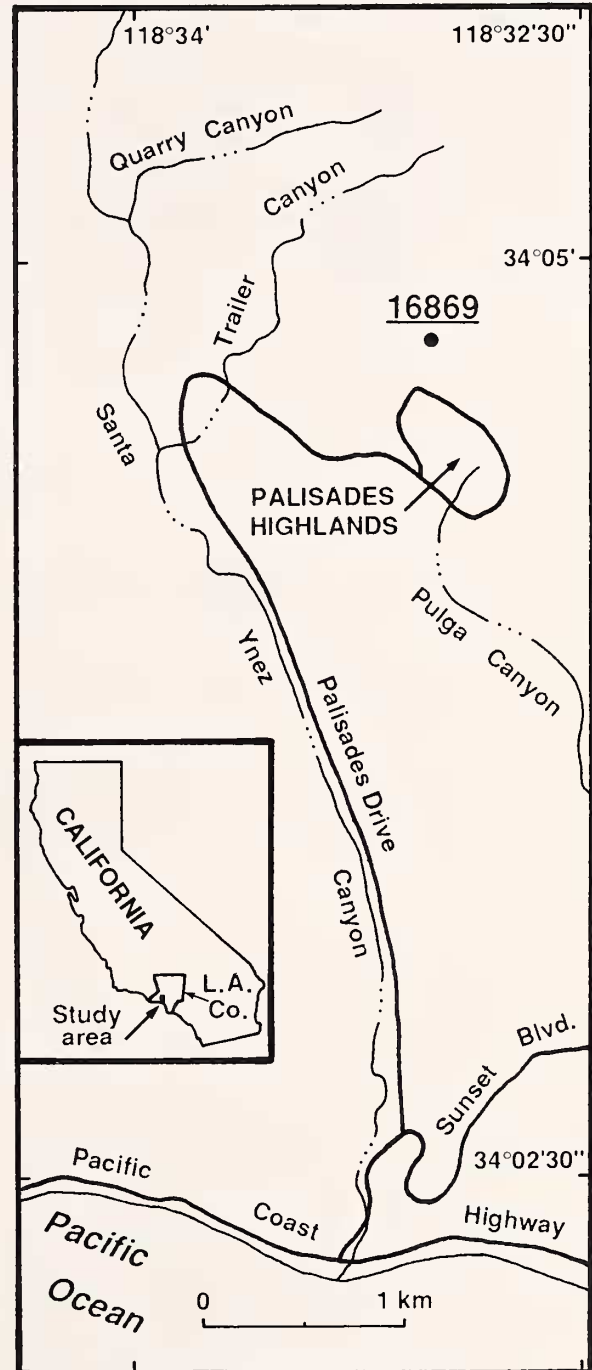 118°34'
118°32'30"
Quarry Canyon
Canyon
Trailer
34°05'
16869
Santa
PALISADES
HIGHLANDS
Pulga Canyon
Ynez
Palisades Drive
Canyon
CALIFORNIA
L.A.
Co.
Study
area
Sunset Blvd.
34°02'30"
Pacific Coast Highway
Pacific
Ocean
0 1 km